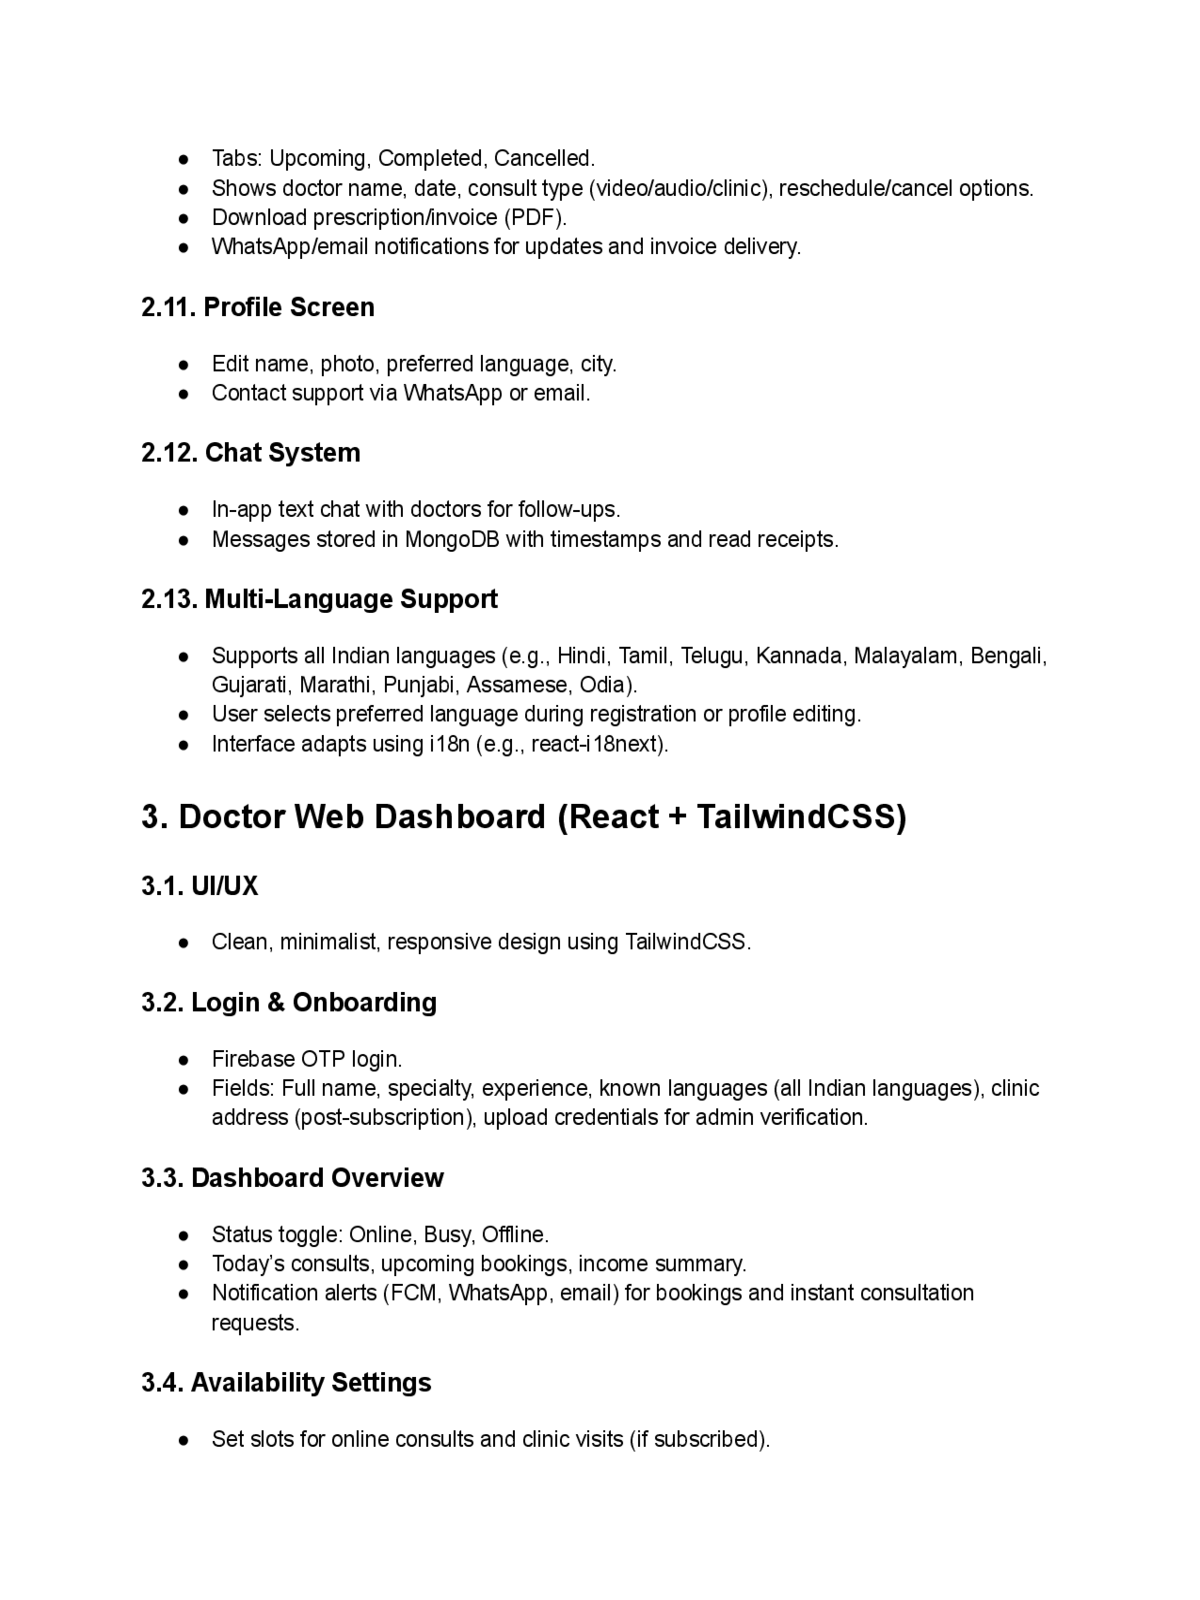 ● Tabs: Upcoming, Completed, Cancelled.
● Shows doctor name, date, consult type (video/audio/clinic), reschedule/cancel options.
● Download prescription/invoice (PDF).
● WhatsApp/email notifications for updates and invoice delivery.
2.11. Profile Screen
● Edit name, photo, preferred language, city.
● Contact support via WhatsApp or email.
2.12. Chat System
● In-app text chat with doctors for follow-ups.
● Messages stored in MongoDB with timestamps and read receipts.
2.13. Multi-Language Support
● Supports all Indian languages (e.g., Hindi, Tamil, Telugu, Kannada, Malayalam, Bengali,
Gujarati, Marathi, Punjabi, Assamese, Odia).
● User selects preferred language during registration or profile editing.
● Interface adapts using i18n (e.g., react-i18next).
3. Doctor Web Dashboard (React + TailwindCSS)
3.1. UI/UX
● Clean, minimalist, responsive design using TailwindCSS.
3.2. Login & Onboarding
● Firebase OTP login.
● Fields: Full name, specialty, experience, known languages (all Indian languages), clinic
address (post-subscription), upload credentials for admin verification.
3.3. Dashboard Overview
● Status toggle: Online, Busy, Offline.
● Today’s consults, upcoming bookings, income summary.
● Notification alerts (FCM, WhatsApp, email) for bookings and instant consultation
requests.
3.4. Availability Settings
● Set slots for online consults and clinic visits (if subscribed).